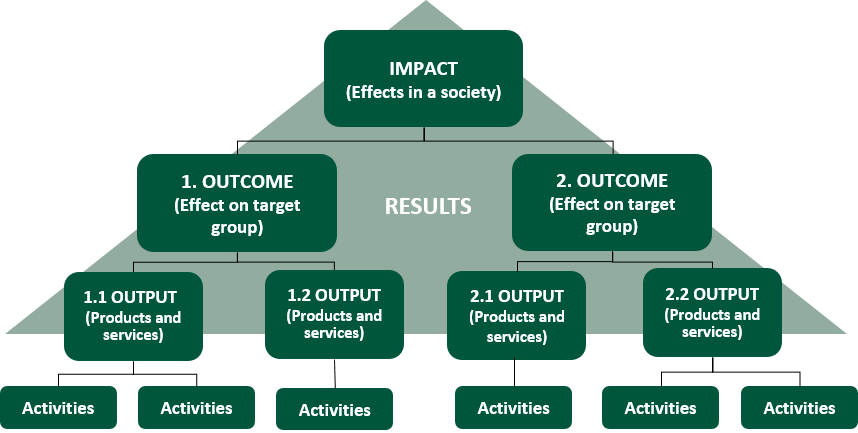 IMPACT
(Effects in a society)
1. OUTCOME
(Effect on target
group)
RESULTS
2. OUTCOME
(Effect on target
group)
1.1 OUTPUT
(Products and
services)
1.2 OUTPUT
(Products and
services)
2.1 OUTPUT
(Products and
services)
2.2 OUTPUT
(Products and
services)
Activities
Activities
Activities
Activities
Activities
Activities